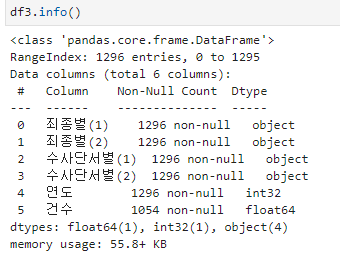 df3.info()
<class 'pandas.core.frame.DataFrame'>
RangeIndex: 1296 entries, 0 to 1295
Data columns (total 6 columns):
 #   Column    Non-Null Count  Dtype
---  ------    --------------  -----
 0   죄종별(1)    1296 non-null   object
 1   죄종별(2)    1296 non-null   object
 2   수사단서별(1)  1296 non-null   object
 3   수사단서별(2)  1296 non-null   object
 4   연도        1296 non-null   int32
 5   건수        1054 non-null   float64
dtypes: float64(1), int32(1), object(4)
memory usage: 55.8+ KB